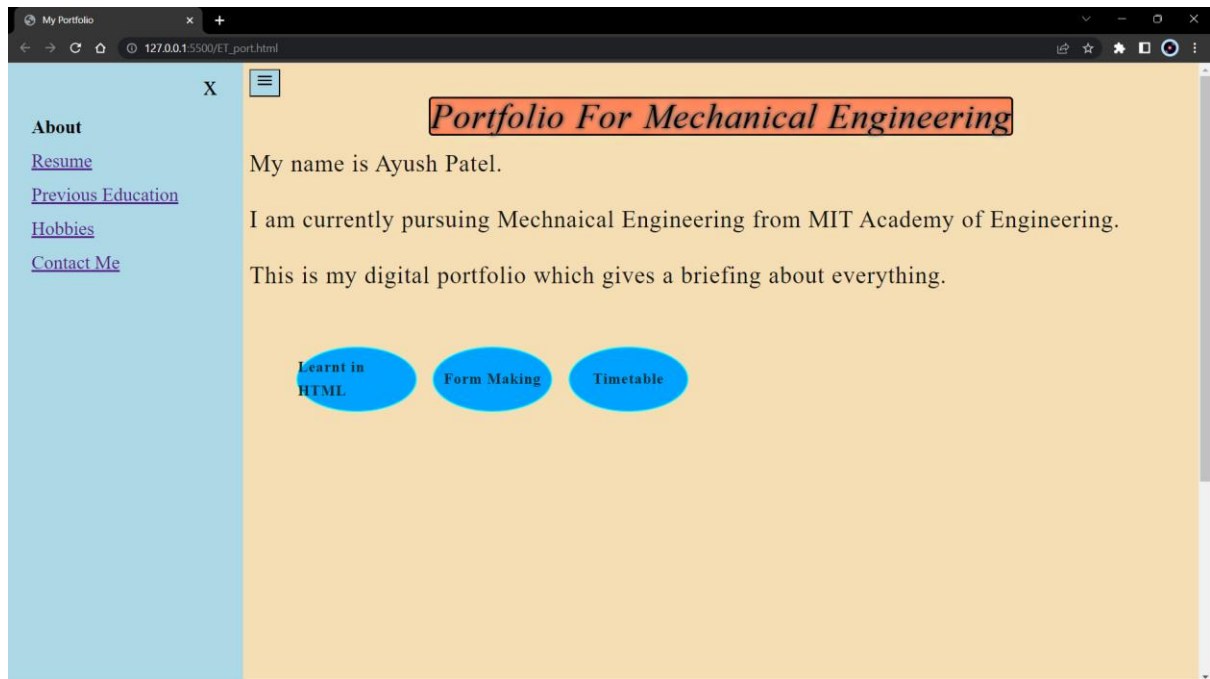 My Portfolio
127.0.0.1:5500/ET_port.html
X
About
Resume
Previous Education
Hobbies
Contact Me
Portfolio For Mechanical Engineering
My name is Ayush Patel.
I am currently pursuing Mechnaical Engineering from MIT Academy of Engineering.
This is my digital portfolio which gives a briefing about everything.
Learnt in
HTML
Form Making
Timetable